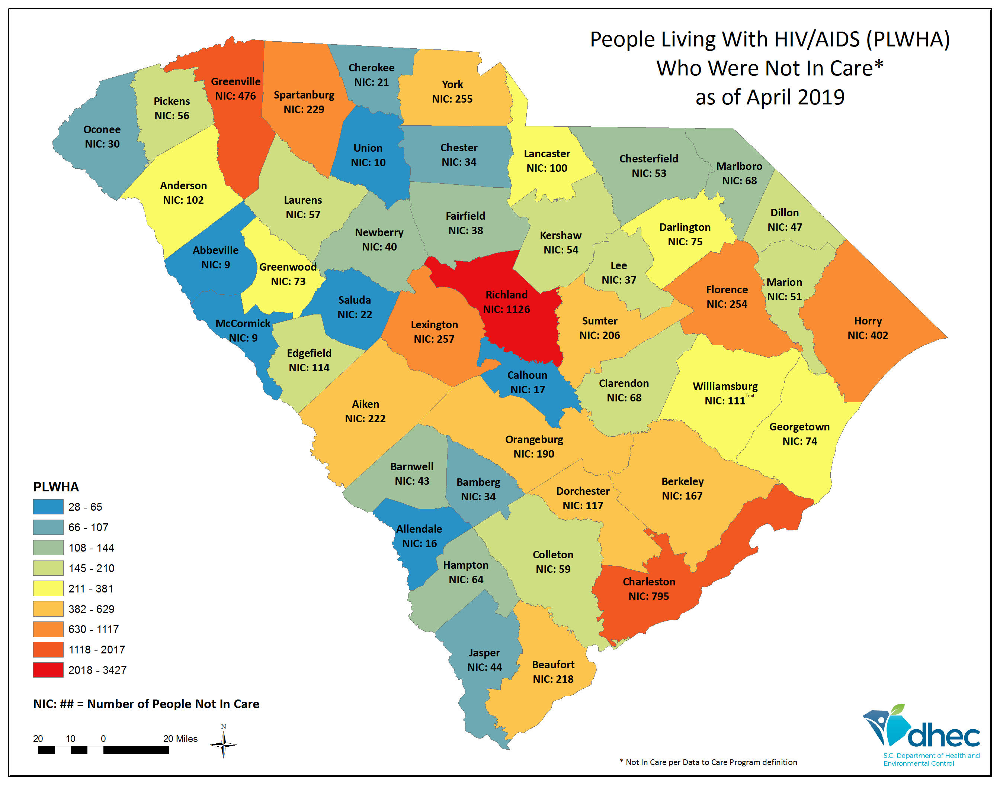 People Living With HIV/AIDS (PLWHA)
Who Were Not In Care*
as of April 2019
Cherokee
NIC: 21
York
NIC: 255
Greenville
NIC: 476
Spartanburg
NIC: 229
Pickens
NIC: 56
Oconee
NIC: 30
Union
NIC: 10
Chester
NIC: 34
Lancaster
NIC: 100
Chesterfield
NIC: 53
Marlboro
NIC: 68
Anderson
NIC: 102
Laurens
NIC: 57
Fairfield
NIC: 38
Dillon
NIC: 47
Newberry
NIC: 40
Kershaw
NIC: 54
Darlington
NIC: 75
Abbeville
NIC: 9
Greenwood
NIC: 73
Lee
NIC: 37
Marion
NIC: 51
Florence
NIC: 254
Richland
NIC: 1126
Saluda
NIC: 22
McCormick
NIC: 9
Lexington
NIC: 257
Sumter
NIC: 206
Horry
NIC: 402
Edgefield
NIC: 114
Calhoun
NIC: 17
Clarendon
NIC: 68
Williamsburg
NIC: 111
Text
Aiken
NIC: 222
Georgetown
NIC: 74
Orangeburg
NIC: 190
Barnwell
NIC: 43
Bamberg
NIC: 34
Dorchester
NIC: 117
Berkeley
NIC: 167
Allendale
NIC: 16
Hampton
NIC: 64
Colleton
NIC: 59
Charleston
NIC: 795
Jasper
NIC: 44
Beaufort
NIC: 218
PLWHA
28 - 65
66 - 107
108 - 144
145 - 210
211 - 381
382 - 629
630 - 1117
1118 - 2017
2018 - 3427
NIC: ## = Number of People Not In Care
20 10 0 20 Miles
N
* Not In Care per Data to Care Program definition
dhec
S.C. Department of Health and
Environmental Control